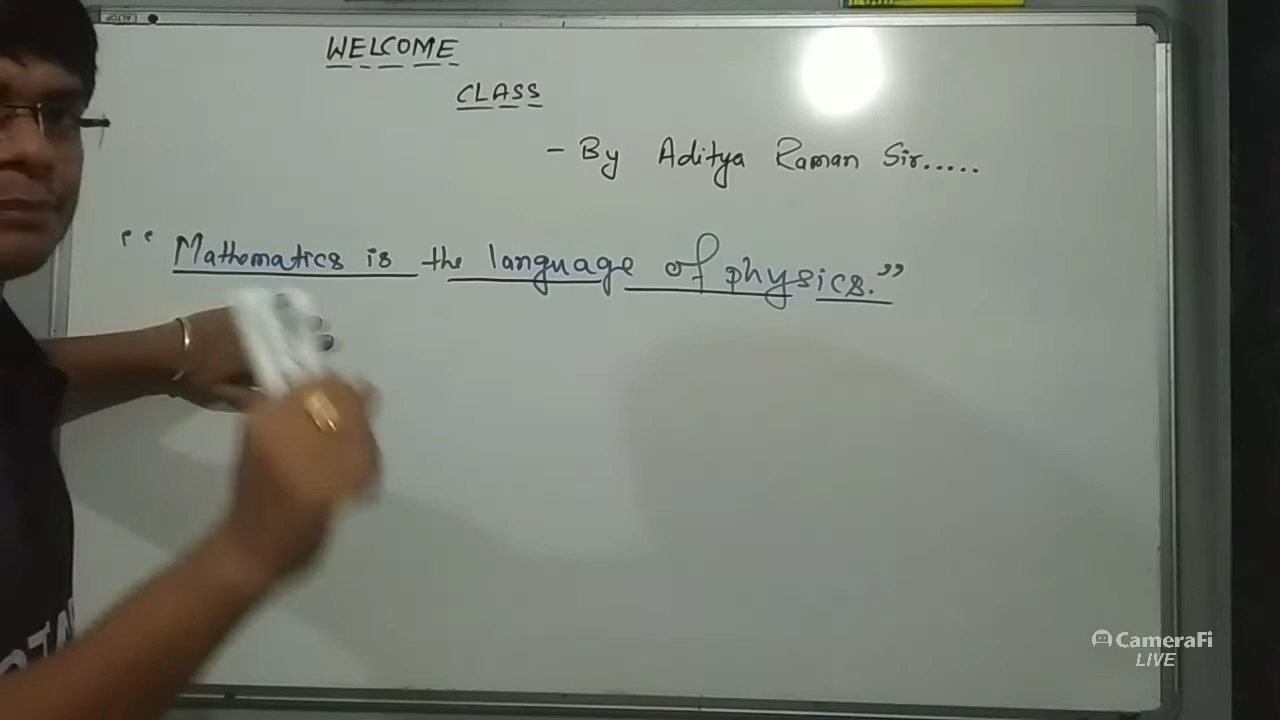 WELCOME
CLASS
- By Aditya Raman Sir.....
"Mathematics is the language of physics."
CameraFi
LIVE